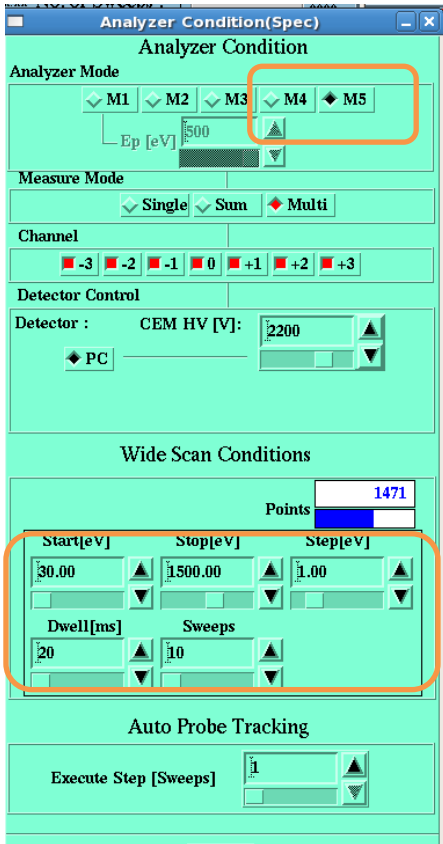 Analyzer Condition(Spec)
Analyzer Condition
Analyzer Mode
M1 M2 M3 M4 M5
Ep [eV] 500
Measure Mode
Single Sum Multi
Channel
-3 -2 -1 0 +1 +2 +3
Detector Control
Detector : CEM HV [V]: 2200
PC
Wide Scan Conditions
Points 1471
Start[eV] Stop[eV] Step[eV]
30.00 1500.00 1.00
Dwell[ms] Sweeps
20 10
Auto Probe Tracking
Execute Step [Sweeps] 1